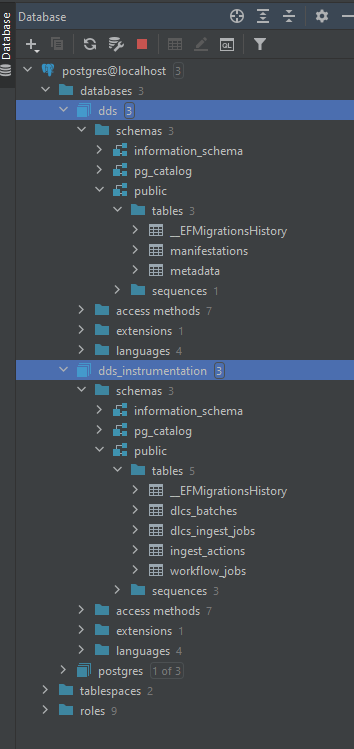 Database
Database
QL
postgres@localhost 3
databases 3
dds 3
schemas 3
information_schema
pg_catalog
public
tables 3
__EFMigrationsHistory
manifestations
metadata
sequences 1
access methods 7
extensions 1
languages 4
dds_instrumentation 3
schemas 3
information_schema
pg_catalog
public
tables 5
__EFMigrationsHistory
dlcs_batches
dlcs_ingest_jobs
ingest_actions
workflow_jobs
sequences 3
access methods 7
extensions 1
languages 4
postgres 1 of 3
tablespaces 2
roles 9